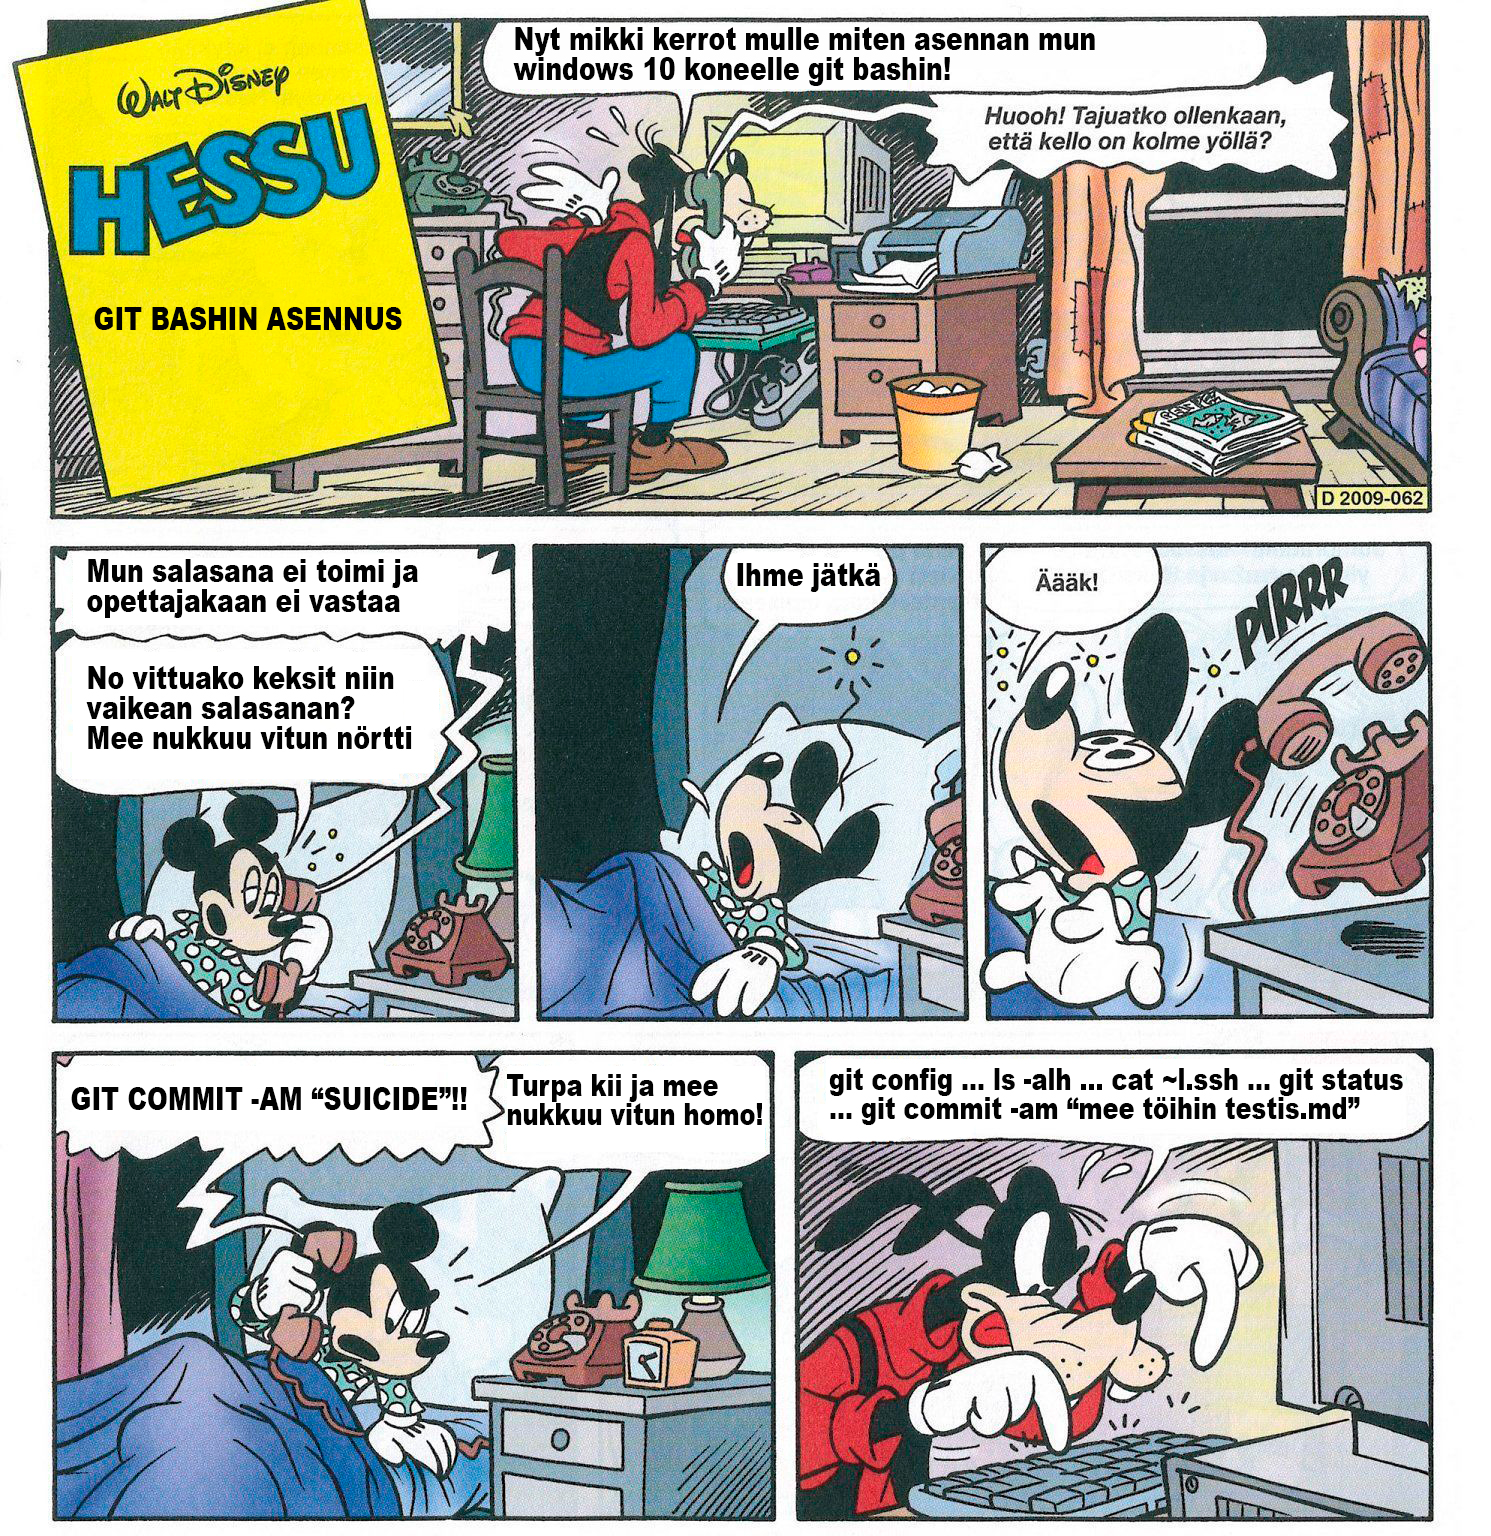 WALT DISNEY
HESSU
GIT BASHIN ASENNUS
Nyt mikki kerrot mulle miten asennan mun
windows 10 koneelle git bashin!
Huooh! Tajuatko ollenkaan,
että kello on kolme yöllä?
D 2009-062
Mun salasana ei toimi ja
opettajakaan ei vastaa
No vittuako keksit niin
vaikean salasanan?
Mee nukkuu vitun nörtti
Ihme jätkä
Äääk!
PIRRR
GIT COMMIT -AM “SUICIDE”!!
Turpa kii ja mee
nukkuu vitun homo!
git config ... ls -alh ... cat ~l.ssh ... git status
... git commit -am “mee töihin testis.md”